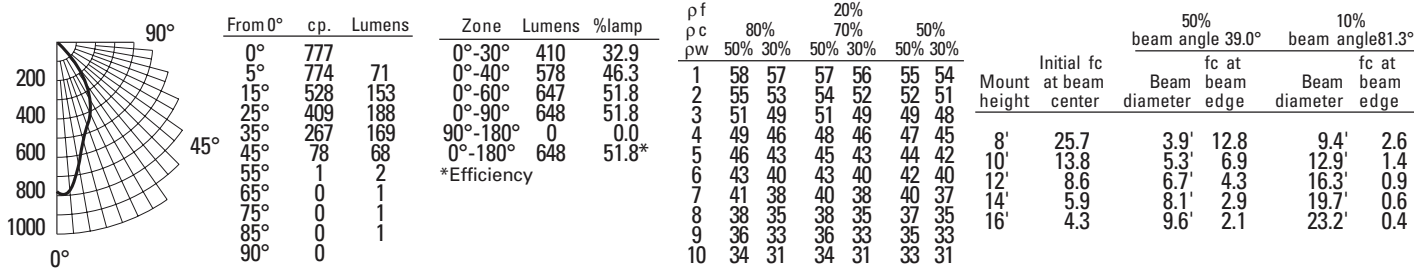 90°
200
400
600
800
1000
45°
0°
From 0° cp. Lumens
0° 777
5° 774 71
15° 528 153
25° 409 188
35° 267 169
45° 78 68
55° 1 2
65° 0 1
75° 0 1
85° 0 1
90° 0
Zone Lumens %lamp
0°-30° 410 32.9
0°-40° 578 46.3
0°-60° 647 51.8
0°-90° 648 51.8
90°-180° 0 0.0
0°-180° 648 51.8*
*Efficiency
ρf 20%
ρc 80% 70% 50%
ρw 50% 30% 50% 30% 50% 30%
1 58 57 57 56 55 54
2 55 53 54 52 52 51
3 51 49 51 49 49 48
4 49 46 48 46 47 45
5 46 43 45 43 44 42
6 43 40 43 40 42 40
7 41 38 40 38 40 37
8 38 35 38 35 37 35
9 36 33 36 33 35 33
10 34 31 34 31 33 31
50% 10%
beam angle 39.0° beam angle81.3°
Initial fc fc at fc at
Mount at beam Beam beam Beam beam
height center diameter edge diameter edge
8' 25.7 3.9' 12.8 9.4' 2.6
10' 13.8 5.3' 6.9 12.9' 1.4
12' 8.6 6.7' 4.3 16.3' 0.9
14' 5.9 8.1' 2.9 19.7' 0.6
16' 4.3 9.6' 2.1 23.2' 0.4